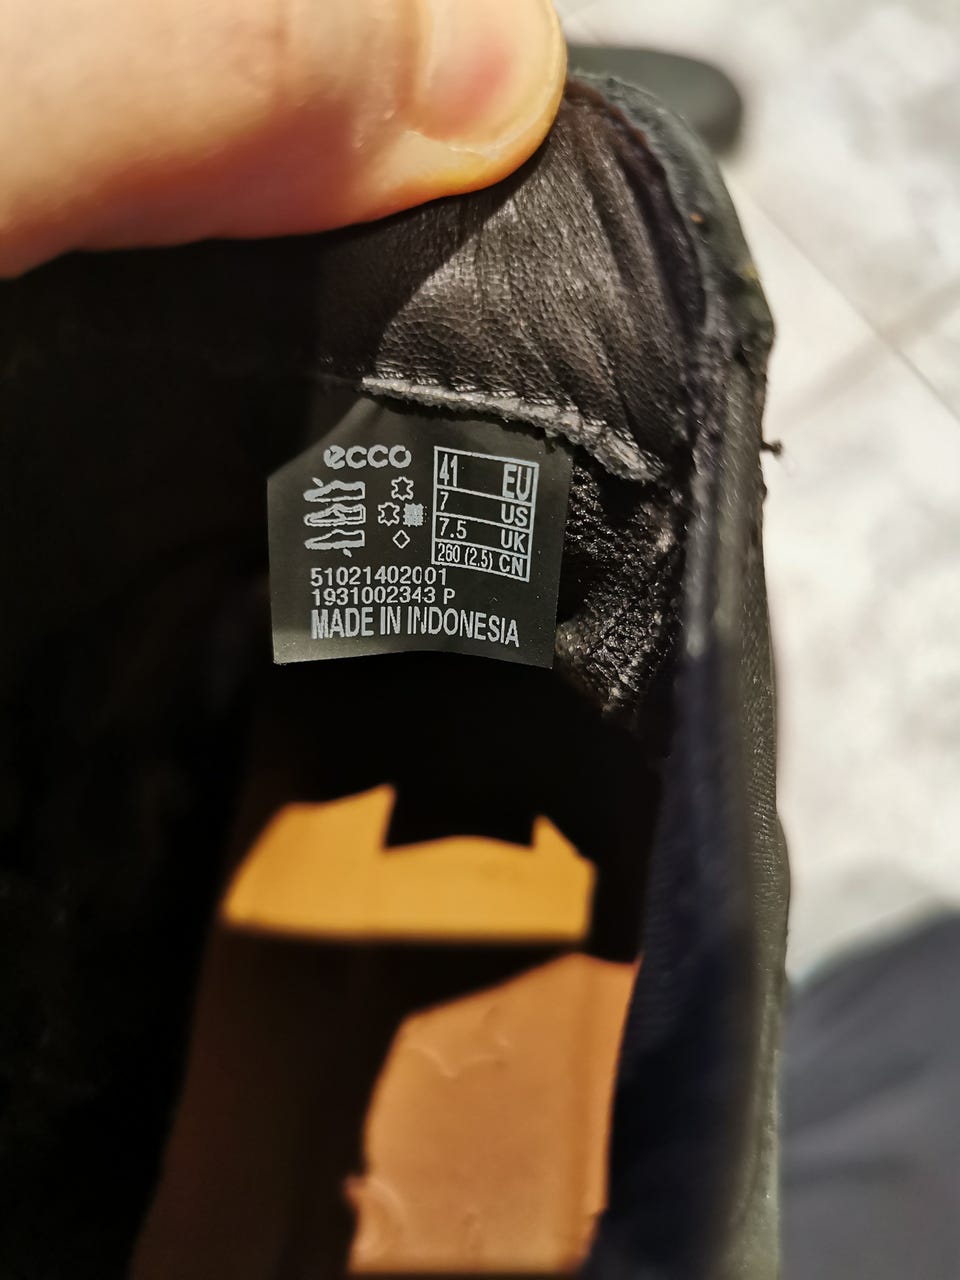 ecco
41 EU
7 US
7.5 UK
260 (2.5) CN
51021402001
1931002343 P
MADE IN INDONESIA